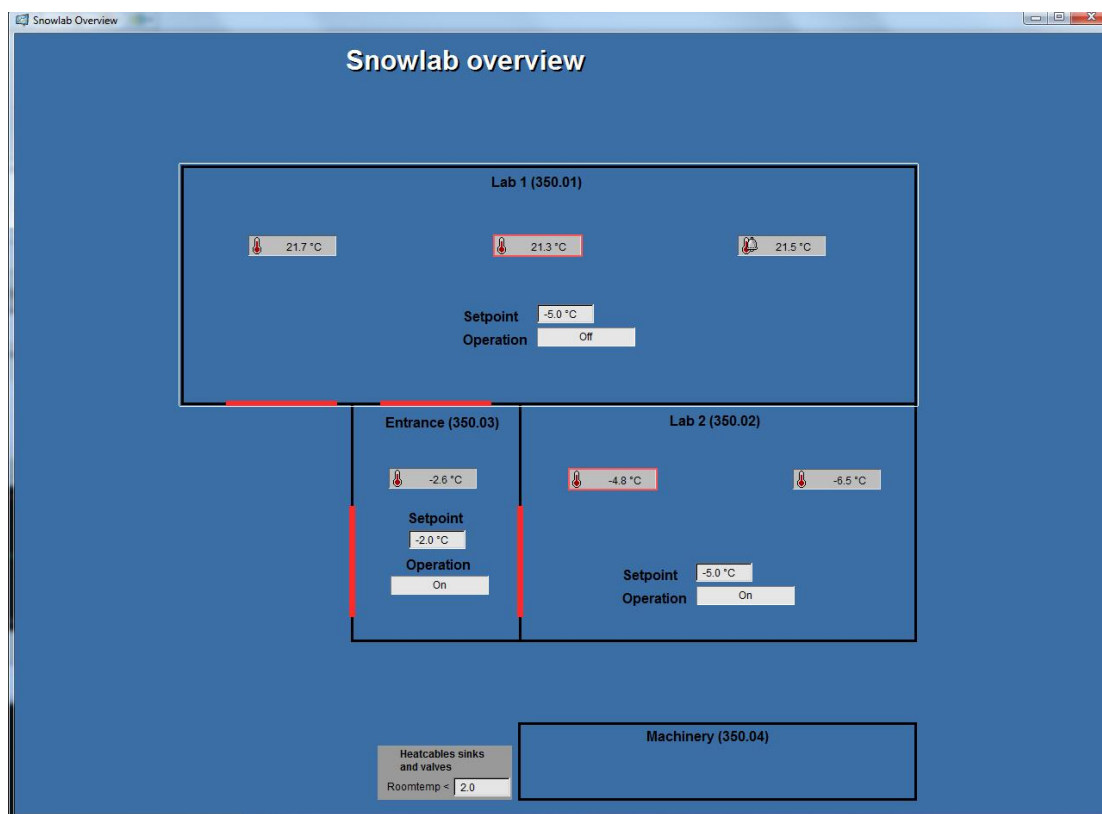 Snowlab Overview
Snowlab overview
Lab 1 (350.01)
21.7 °C
21.3 °C
21.5 °C
Setpoint -5.0 °C
Operation Off
Entrance (350.03)
Lab 2 (350.02)
-2.6 °C
-4.8 °C
-6.5 °C
Setpoint
-2.0 °C
Operation
On
Setpoint -5.0 °C
Operation On
Machinery (350.04)
Heatcables sinks
and valves
Roomtemp < 2.0